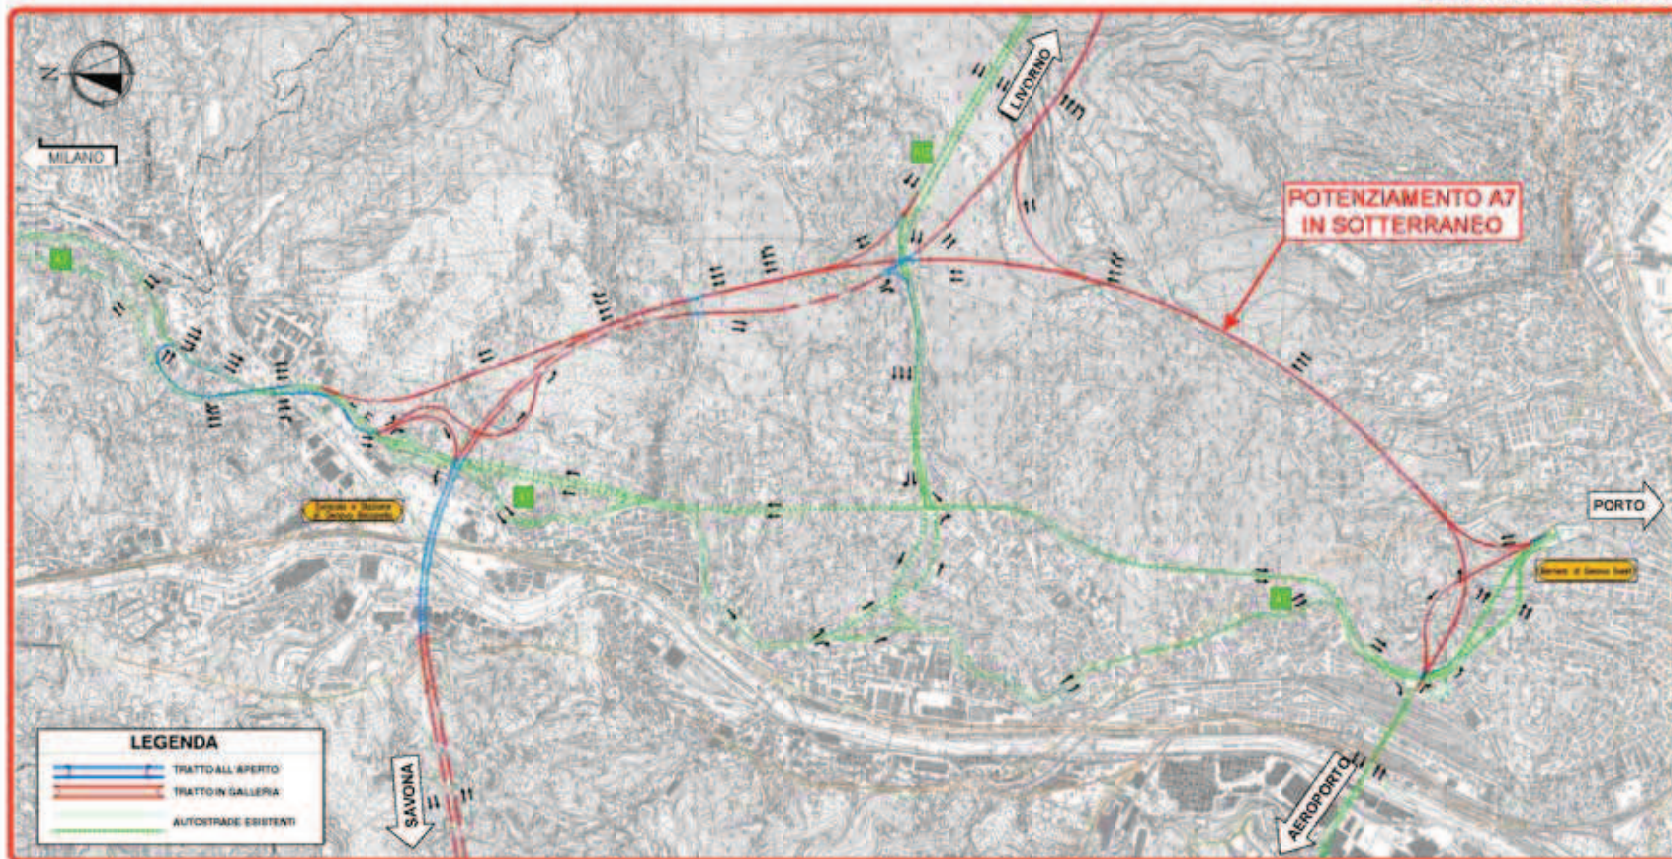 N
MILANO
LIVORNO
POTENZIAMENTO A7
IN SOTTERRANEO
A12
A7
A7
A7
PORTO
SAVONA
AEROPORTO
LEGENDA
TRATTO ALL'APERTO
TRATTO IN GALLERIA
AUTOSTRADE ESISTENTI